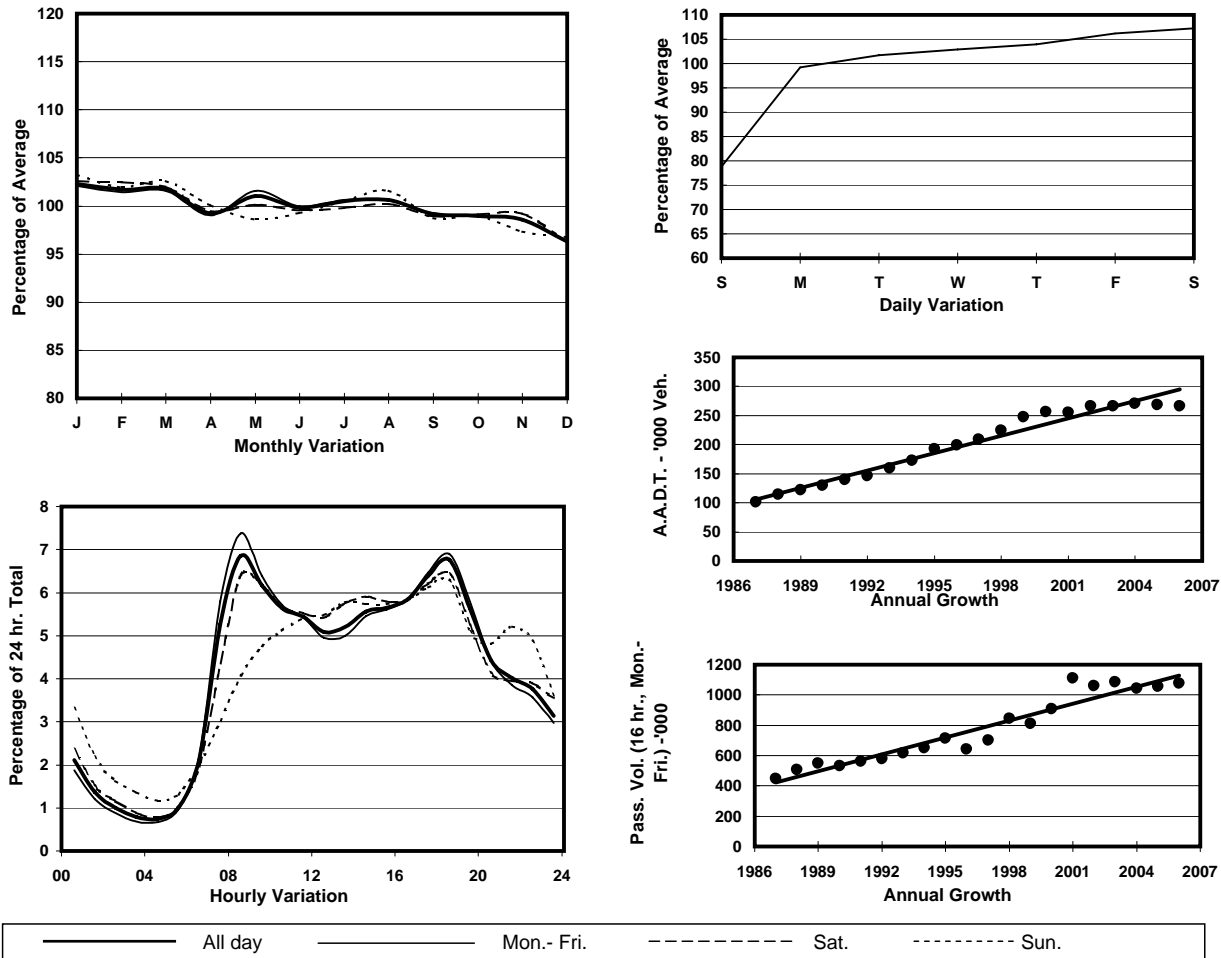 Percentage of Average
120
115
110
105
100
95
90
85
80
J F M A M J J A S O N D
Monthly Variation
Percentage of Average
110
105
100
95
90
85
80
75
70
65
60
S M T W T F S
Daily Variation
A.A.D.T. - '000 Veh.
350
300
250
200
150
100
50
0
1986 1989 1992 1995 1998 2001 2004 2007
Annual Growth
Percentage of 24 hr. Total
8
7
6
5
4
3
2
1
0
00 04 08 12 16 20 24
Hourly Variation
Pass. Vol. (16 hr., Mon.-
Fri.) -'000
1200
1000
800
600
400
200
0
1986 1989 1992 1995 1998 2001 2004 2007
Annual Growth
All day Mon.- Fri. Sat. Sun.